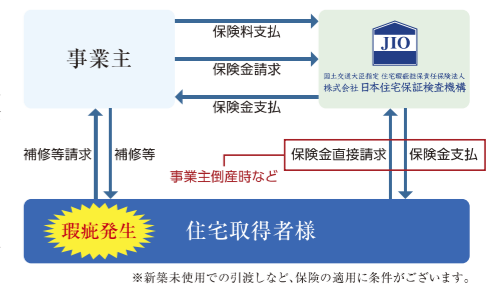 事業主
保険料支払
保険金請求
保険金支払
JIO
国土交通大臣指定 住宅瑕疵担保責任保険法人
株式会社 日本住宅保証検査機構
補修等請求
補修等
事業主倒産時など
保険金直接請求
保険金支払
瑕疵発生
住宅取得者様
※新築未使用での引渡しなど、保険の適用に条件がございます。